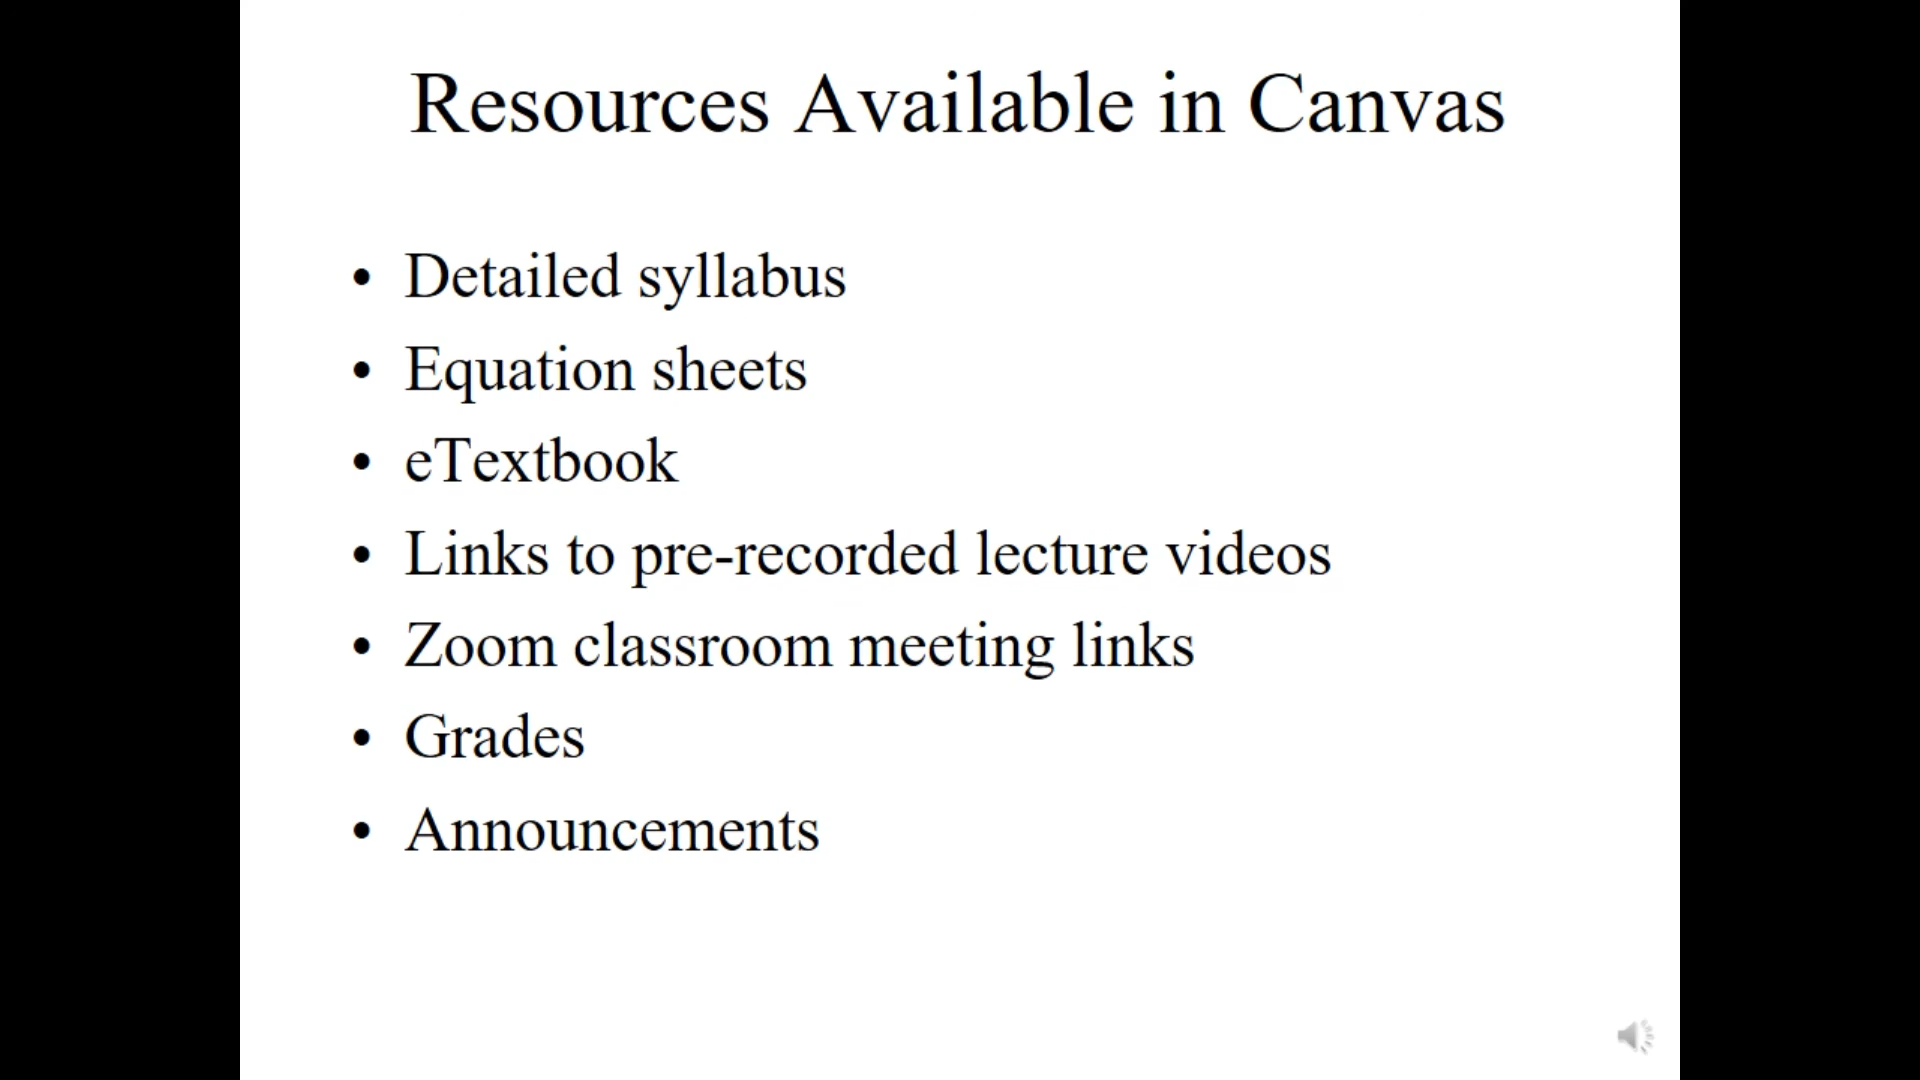 Resources Available in Canvas
• Detailed syllabus
• Equation sheets
• eTextbook
• Links to pre-recorded lecture videos
• Zoom classroom meeting links
• Grades
• Announcements